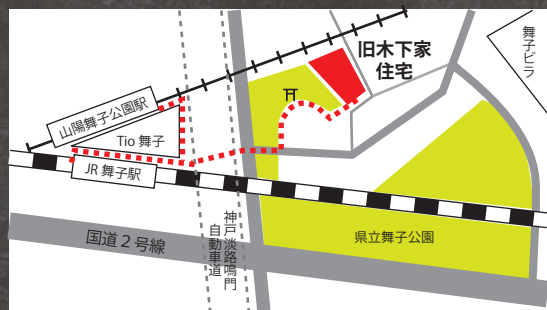 舞子ビラ
旧木下家
住宅
山陽舞子公園駅
Tio 舞子
JR 舞子駅
国道２号線
神戸淡路鳴門
自動車道
県立舞子公園